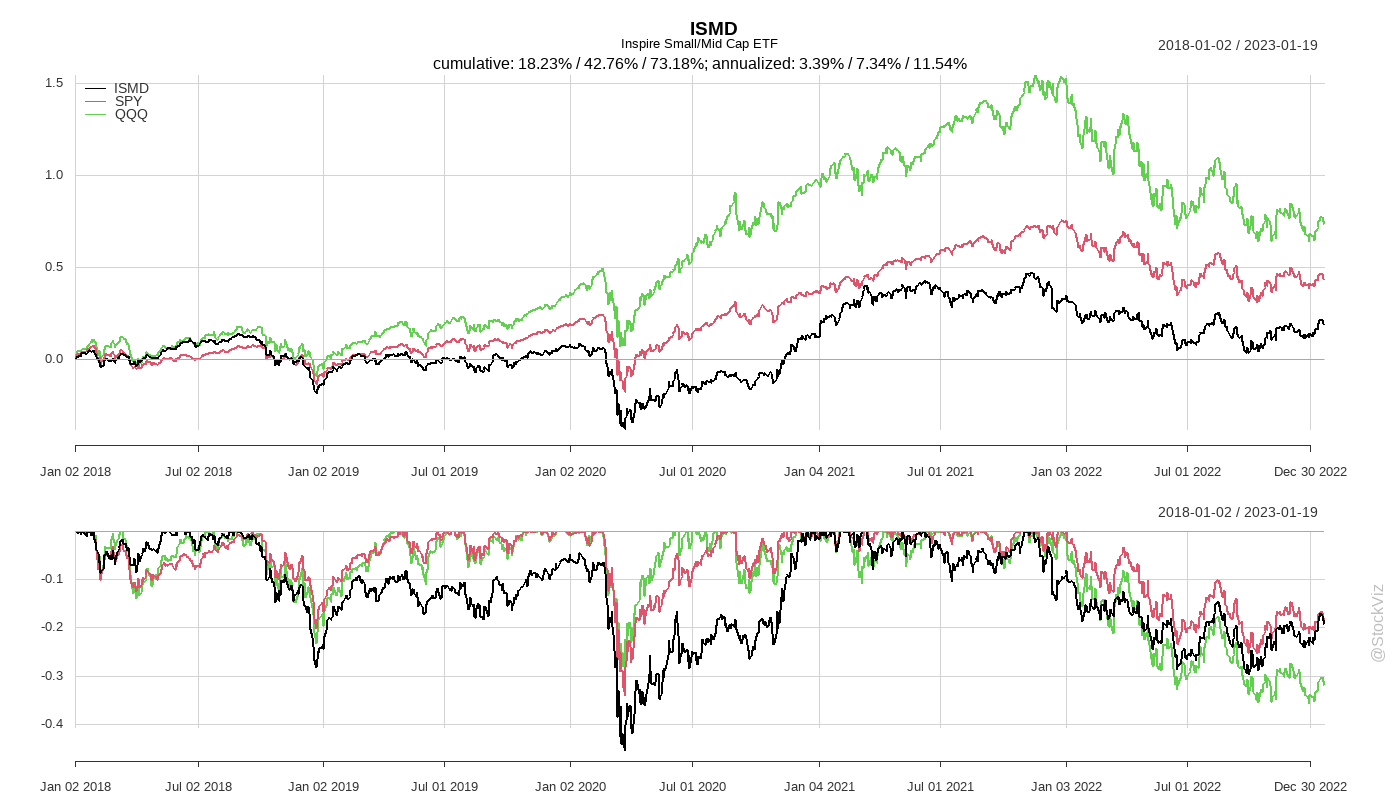 ISMD
Inspire Small/Mid Cap ETF
2018-01-02 / 2023-01-19
cumulative: 18.23% / 42.76% / 73.18%; annualized: 3.39% / 7.34% / 11.54%
ISMD
SPY
QQQ
1.5
1.0
0.5
0.0
Jan 02 2018 Jul 02 2018 Jan 02 2019 Jul 01 2019 Jan 02 2020 Jul 01 2020 Jan 04 2021 Jul 01 2021 Jan 03 2022 Jul 01 2022 Dec 30 2022
2018-01-02 / 2023-01-19
-0.1
-0.2
-0.3
-0.4
Jan 02 2018 Jul 02 2018 Jan 02 2019 Jul 01 2019 Jan 02 2020 Jul 01 2020 Jan 04 2021 Jul 01 2021 Jan 03 2022 Jul 01 2022 Dec 30 2022
@StockViz